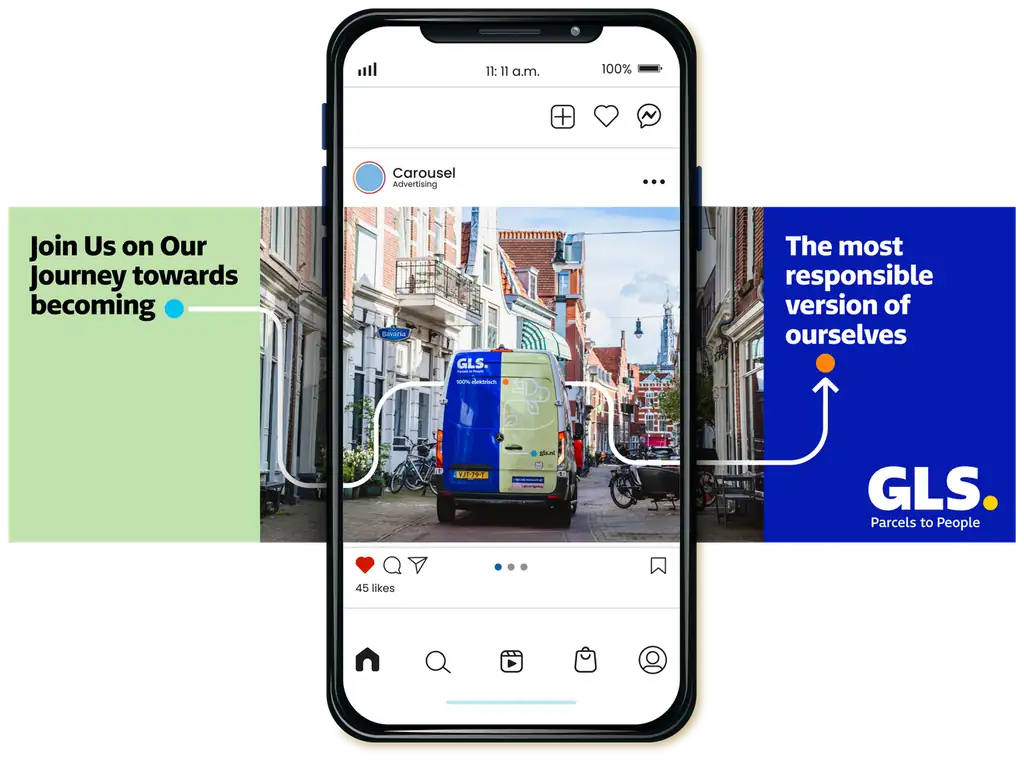 11: 11 a.m.
100%
Carousel
Advertising
Join Us on Our
Journey towards
becoming
Bavaria
GLS.
Parcels to People
100% elektrisch
gls.nl
The most
responsible
version of
ourselves
GLS.
Parcels to People
45 likes